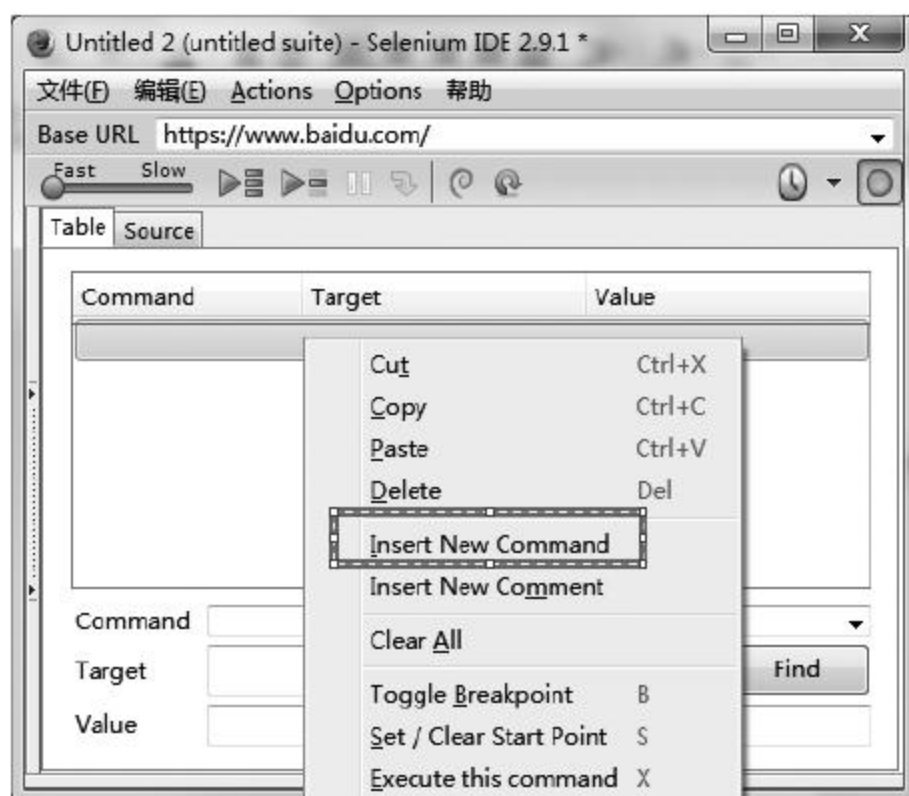 Untitled 2 (untitled suite) - Selenium IDE 2.9.1 *
文件(F) 编辑(E) Actions Options 帮助
Base URL https://www.baidu.com/
Fast Slow
Table Source
Command Target Value
Cut Ctrl+X
Copy Ctrl+C
Paste Ctrl+V
Delete Del
Insert New Command
Insert New Comment
Clear All
Toggle Breakpoint B
Set / Clear Start Point S
Execute this command X
Command
Target Find
Value